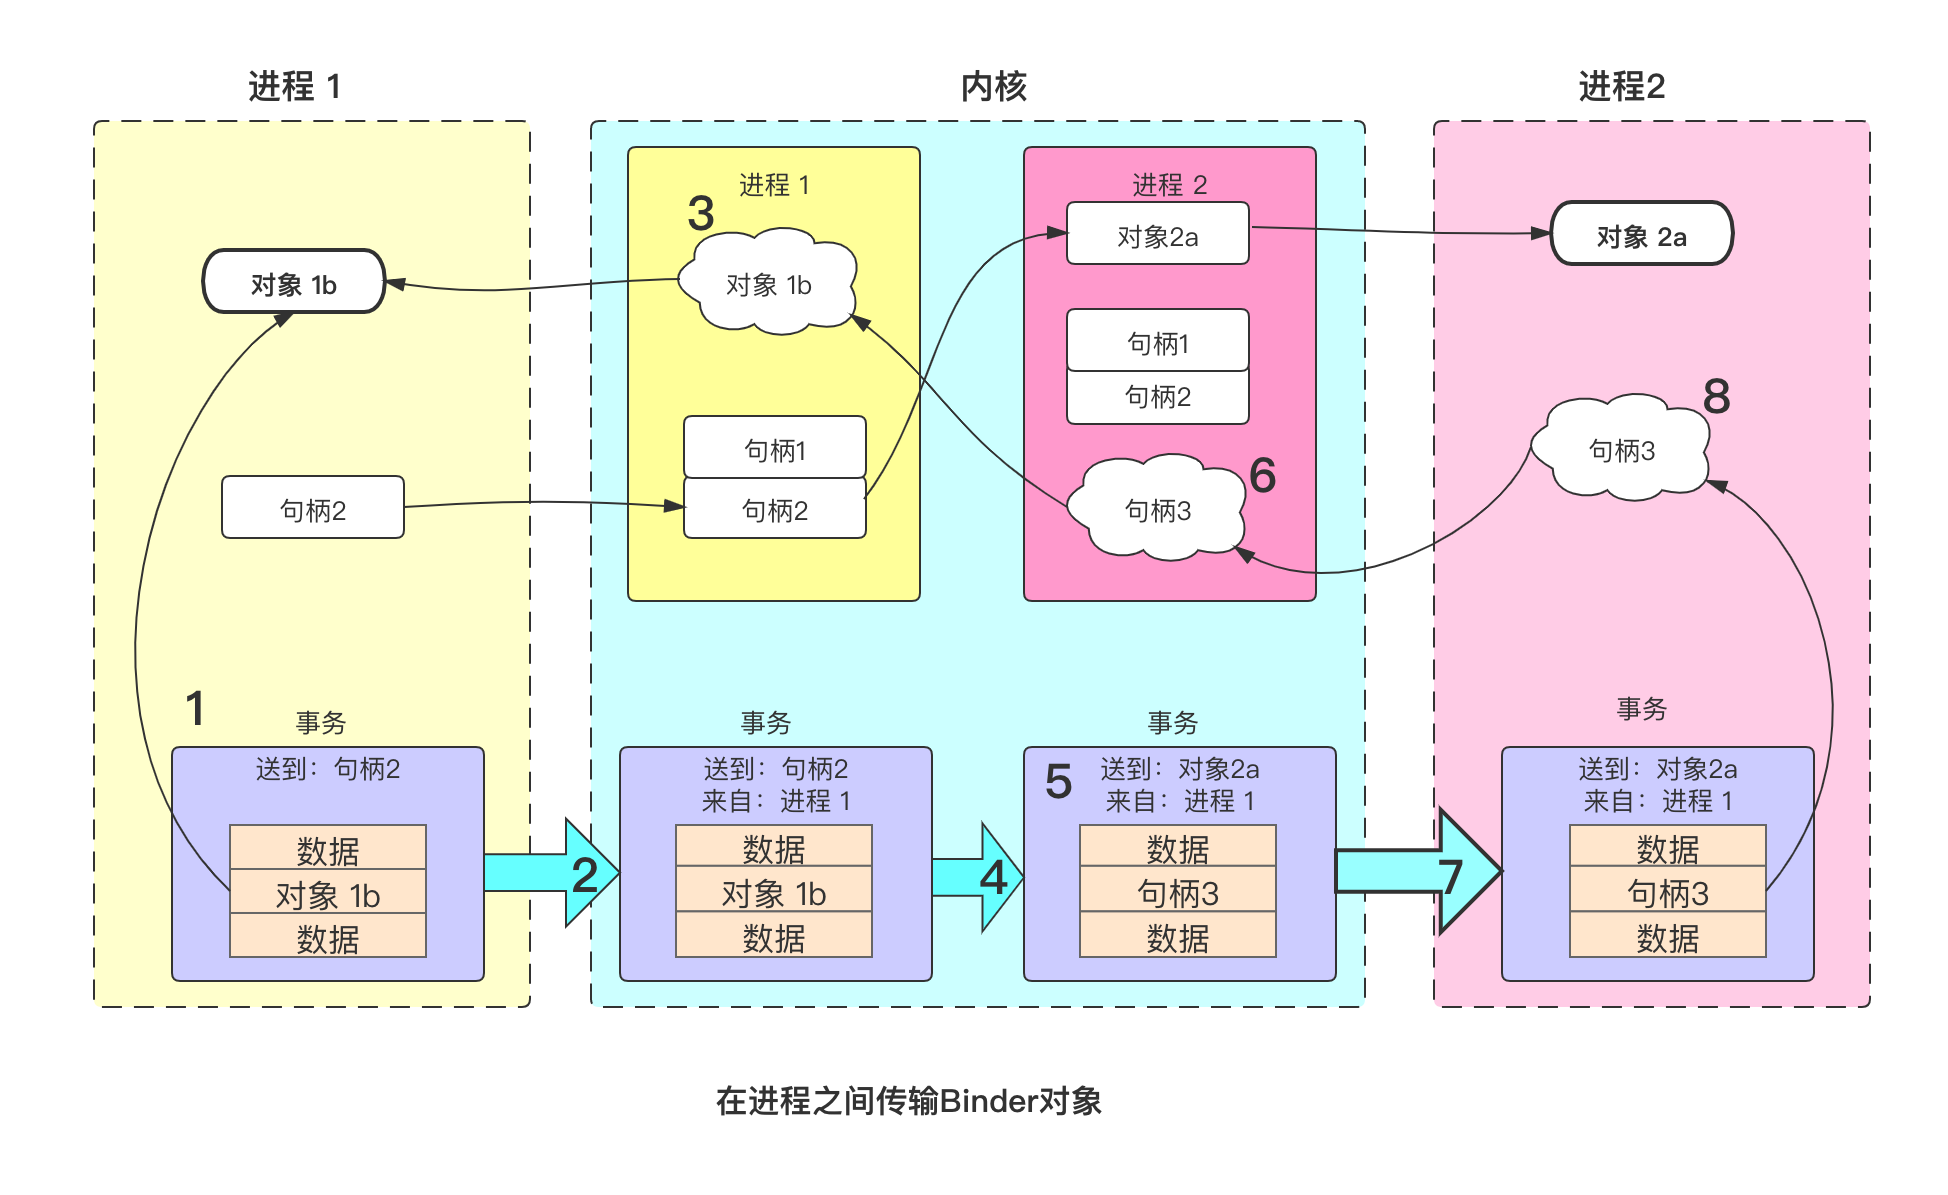 进程 1
内核
进程2
进程 1
3
对象 1b
句柄1
句柄2
进程 2
对象2a
句柄1
句柄2
句柄3
6
对象 1b
句柄2
对象 2a
句柄3
8
1
事务
送到：句柄2
数据
对象 1b
数据
2
事务
送到：句柄2
来自：进程 1
数据
对象 1b
数据
4
事务
5
送到：对象2a
来自：进程 1
数据
句柄3
数据
7
事务
送到：对象2a
来自：进程 1
数据
句柄3
数据
在进程之间传输Binder对象